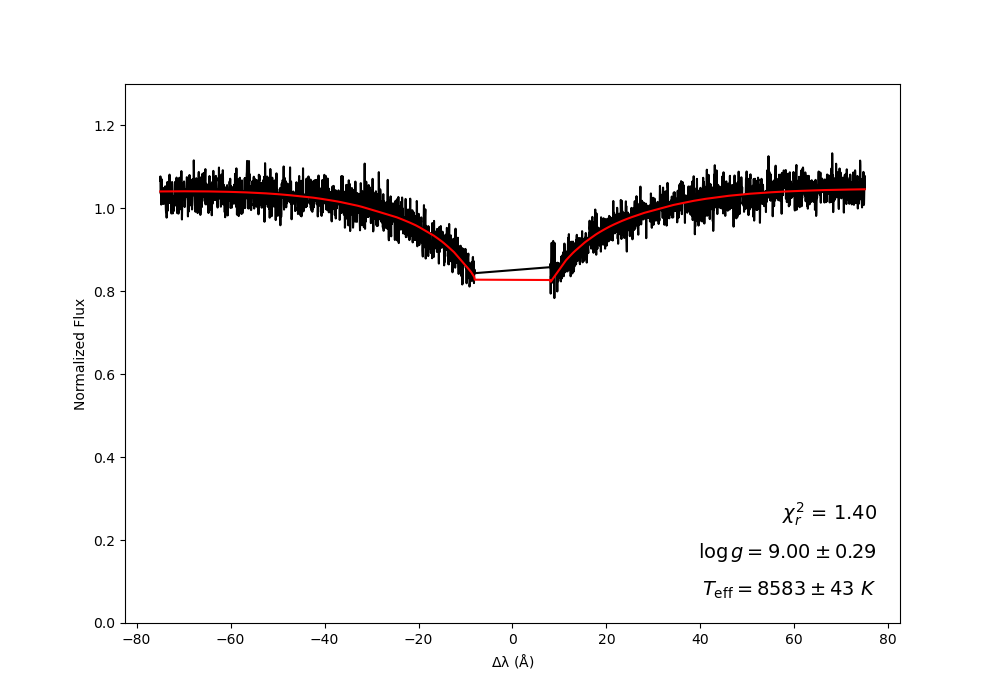 1.2
1.0
0.8
0.6
0.4
0.2
0.0
Normalized Flux
χ²ᵣ = 1.40
log g = 9.00 ± 0.29
T_eff = 8583 ± 43 K
−80 −60 −40 −20 0 20 40 60 80
Δλ (Å)